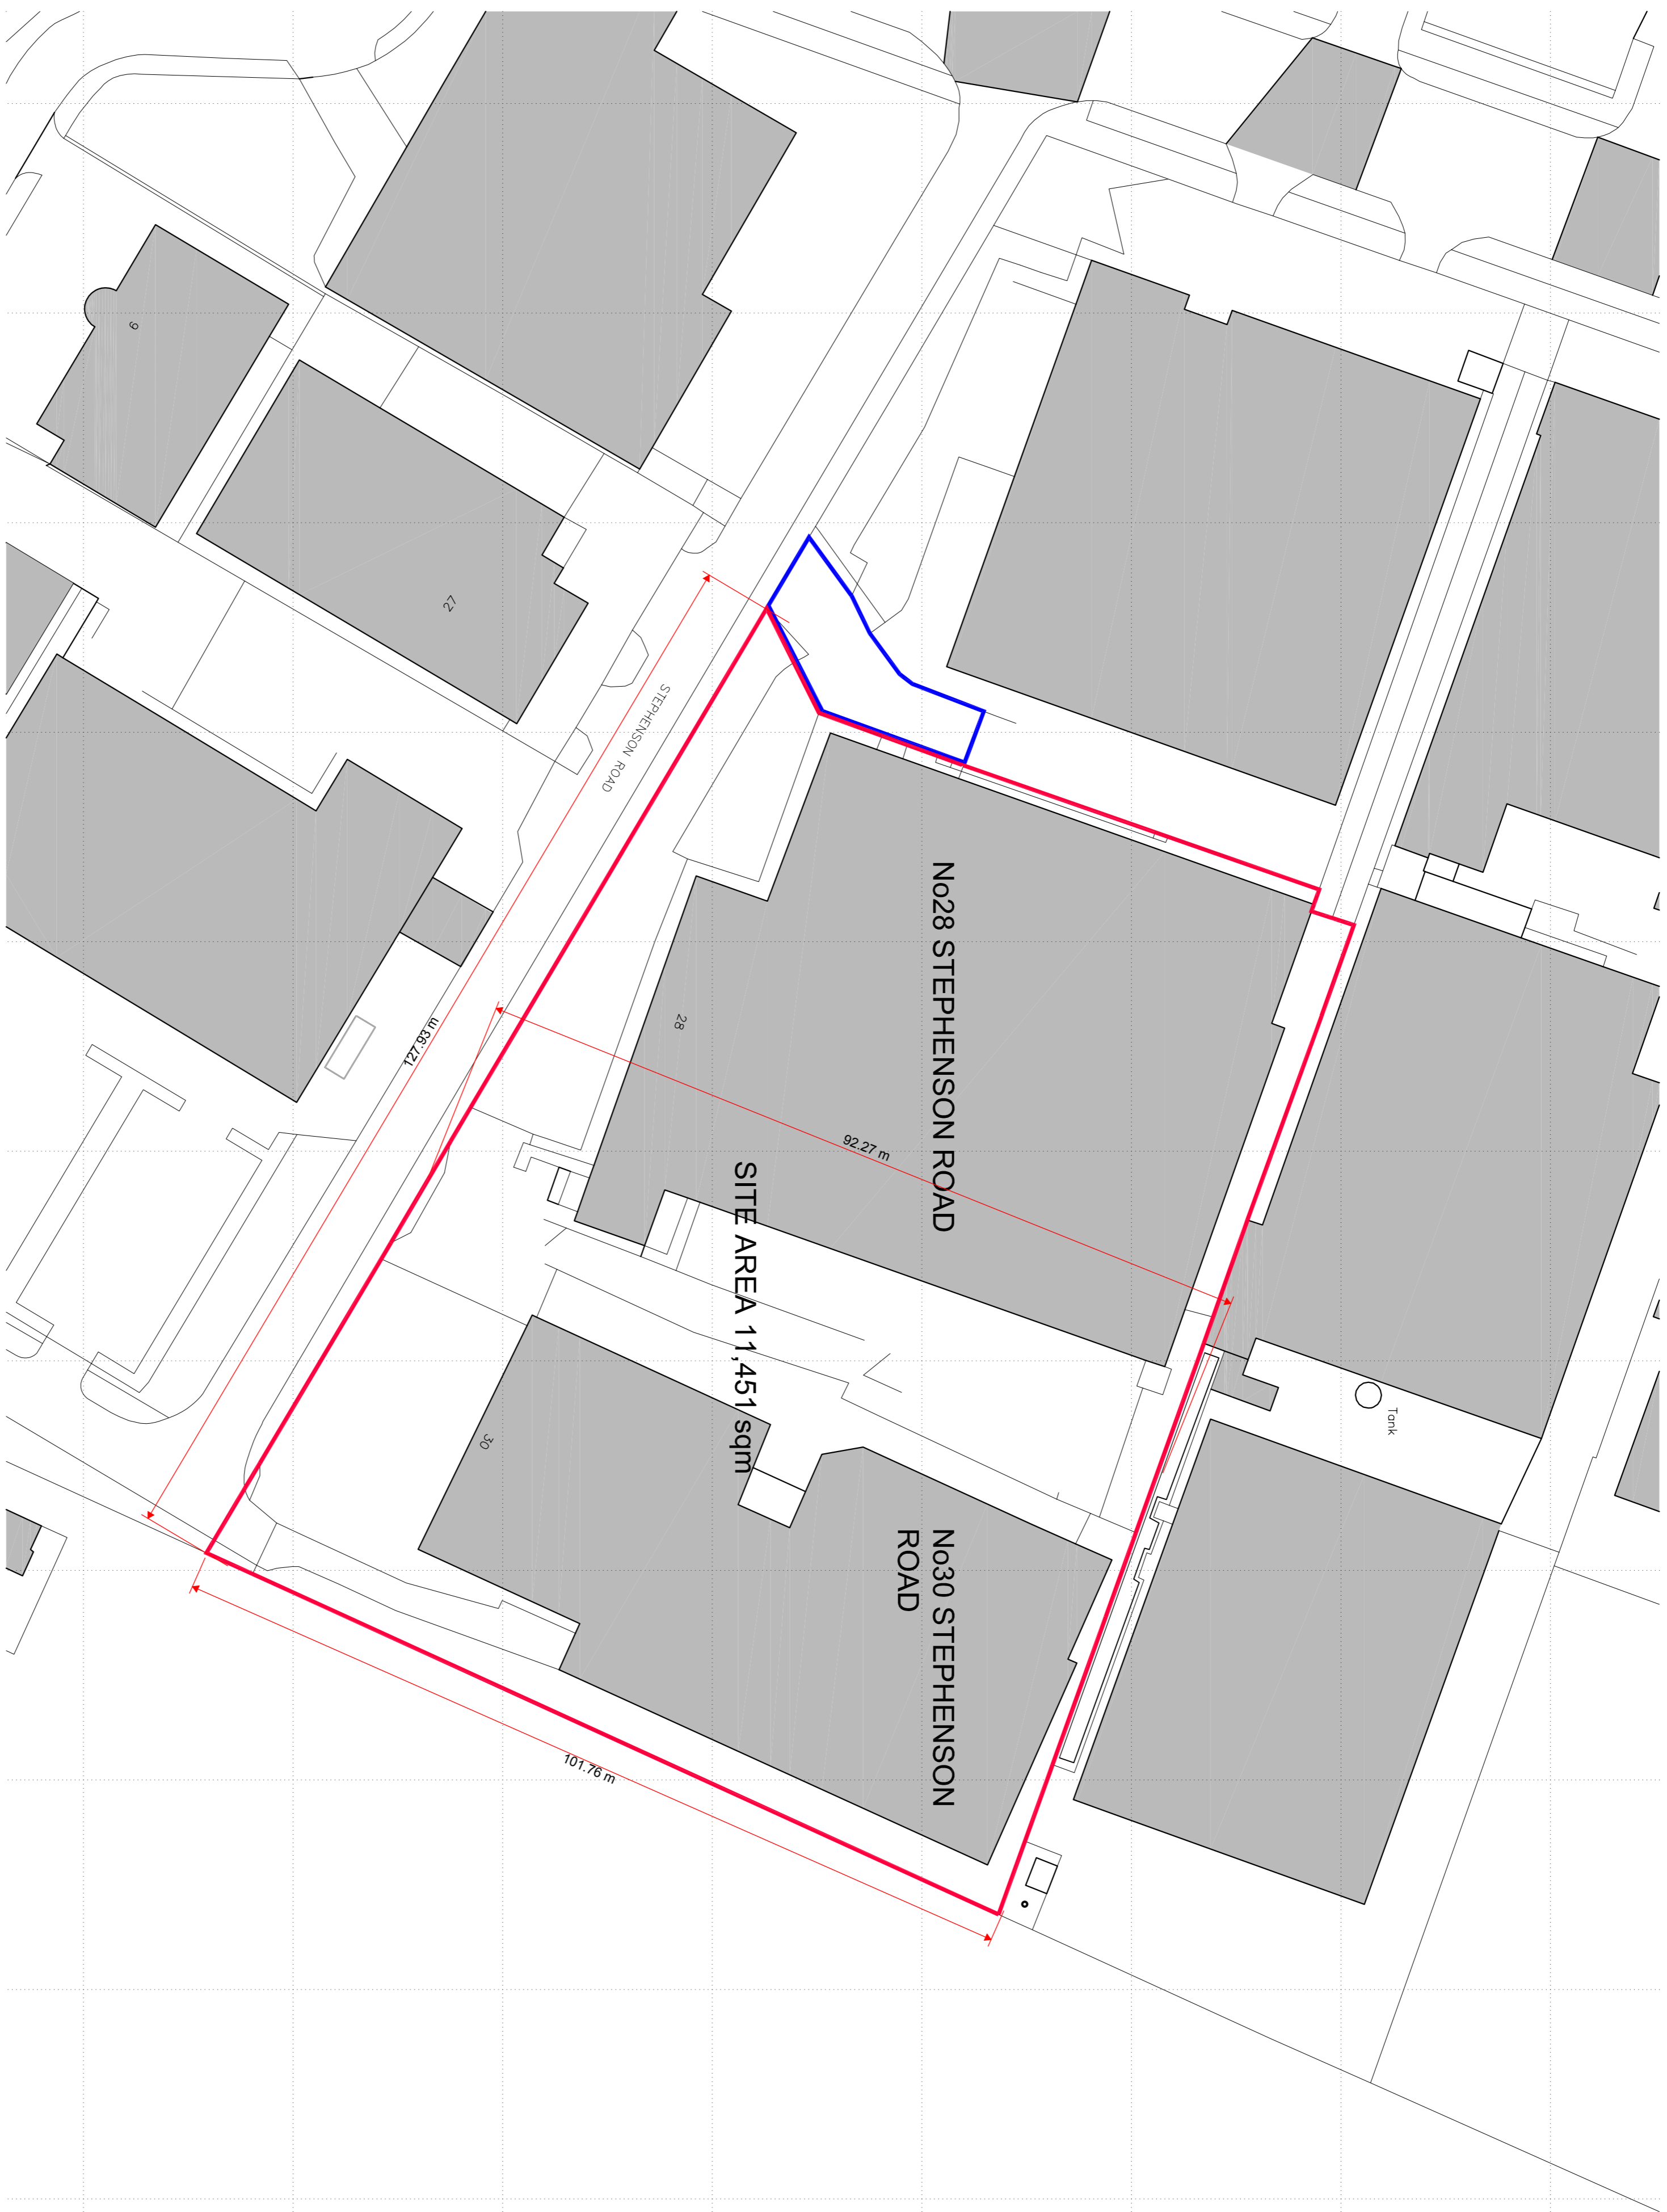 6
27
STEPHENSON ROAD
127.93 m
28
No28 STEPHENSON ROAD
92.27 m
SITE AREA 11,451 sqm
Tank
30
No30 STEPHENSON
ROAD
101.76 m